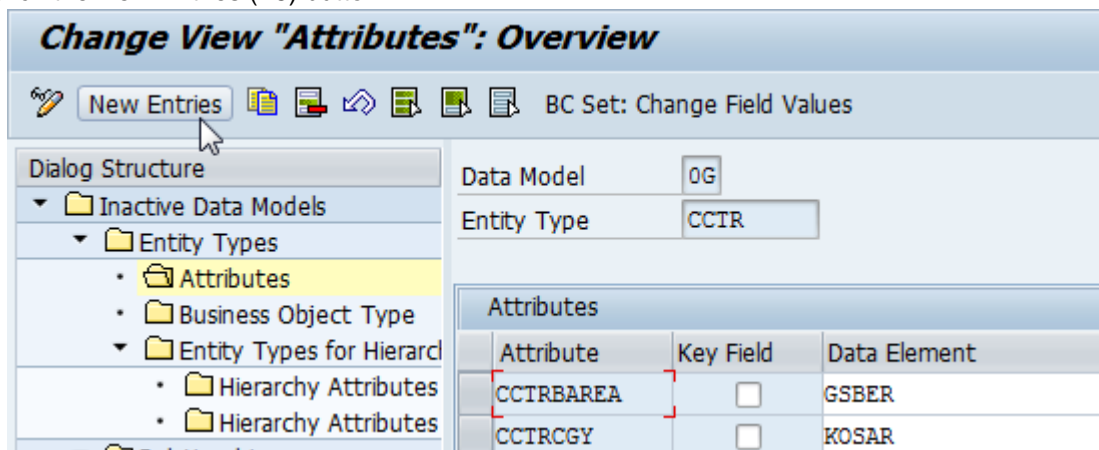 Change View "Attributes": Overview
New Entries BC Set: Change Field Values
Dialog Structure
Inactive Data Models
Entity Types
Attributes
Business Object Type
Entity Types for Hierarcl
Hierarchy Attributes
Hierarchy Attributes
Data Model 0G
Entity Type CCTR
Attributes
Attribute Key Field Data Element
CCTRBAREA GSBER
CCTRCGY KOSAR